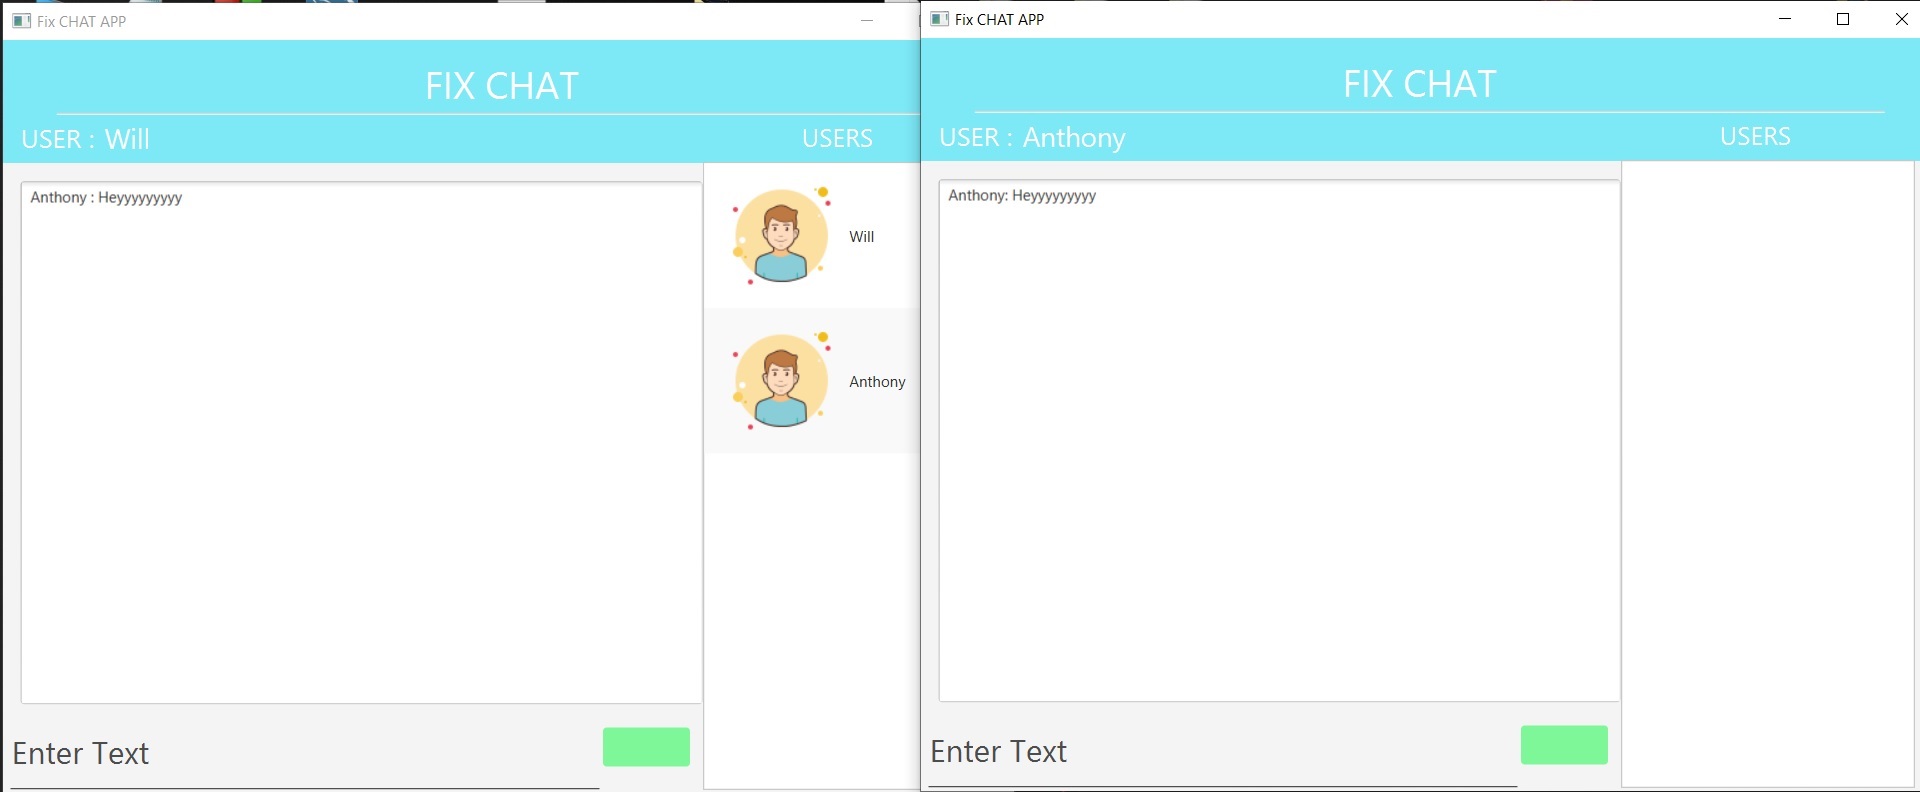 Fix CHAT APP
FIX CHAT
USER : Will
USERS
Anthony : Heyyyyyyyyy
Will
Anthony
Enter Text
Fix CHAT APP
FIX CHAT
USER : Anthony
USERS
Anthony: Heyyyyyyyyy
Enter Text